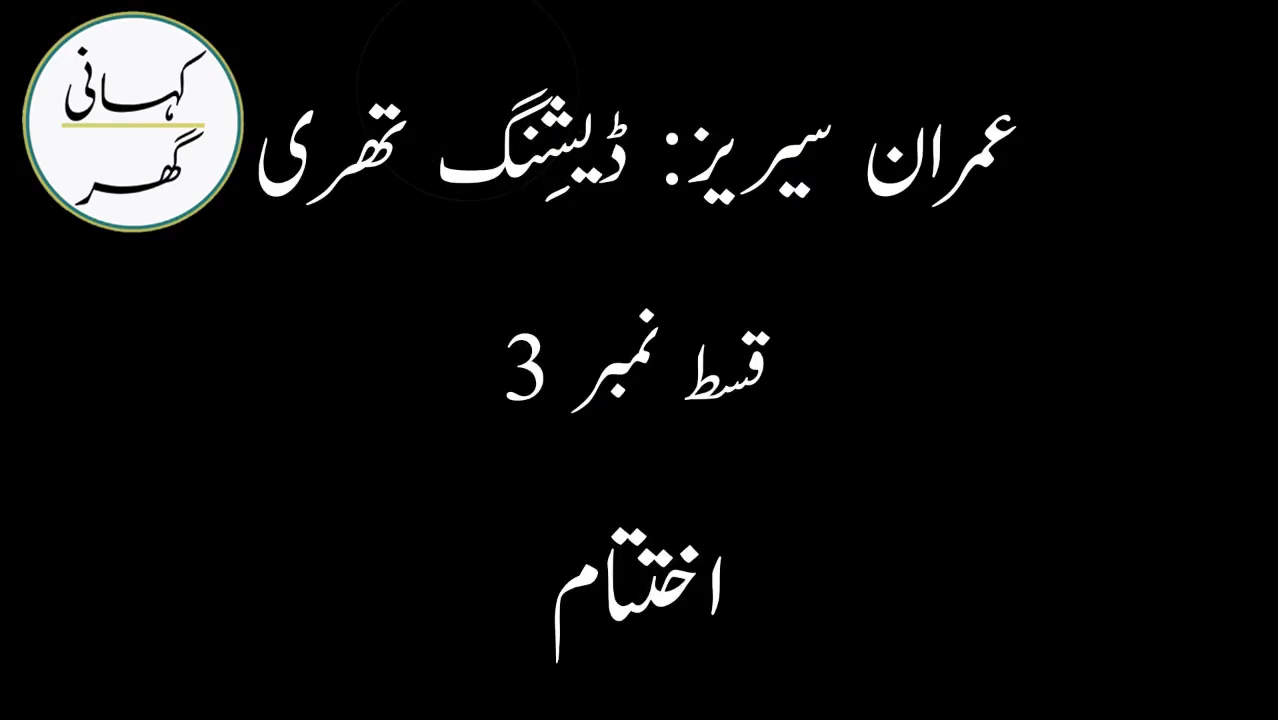 کہانی
گھر
عمران سیریز: ڈیشِنگ تھری
قسط نمبر 3
اختتام